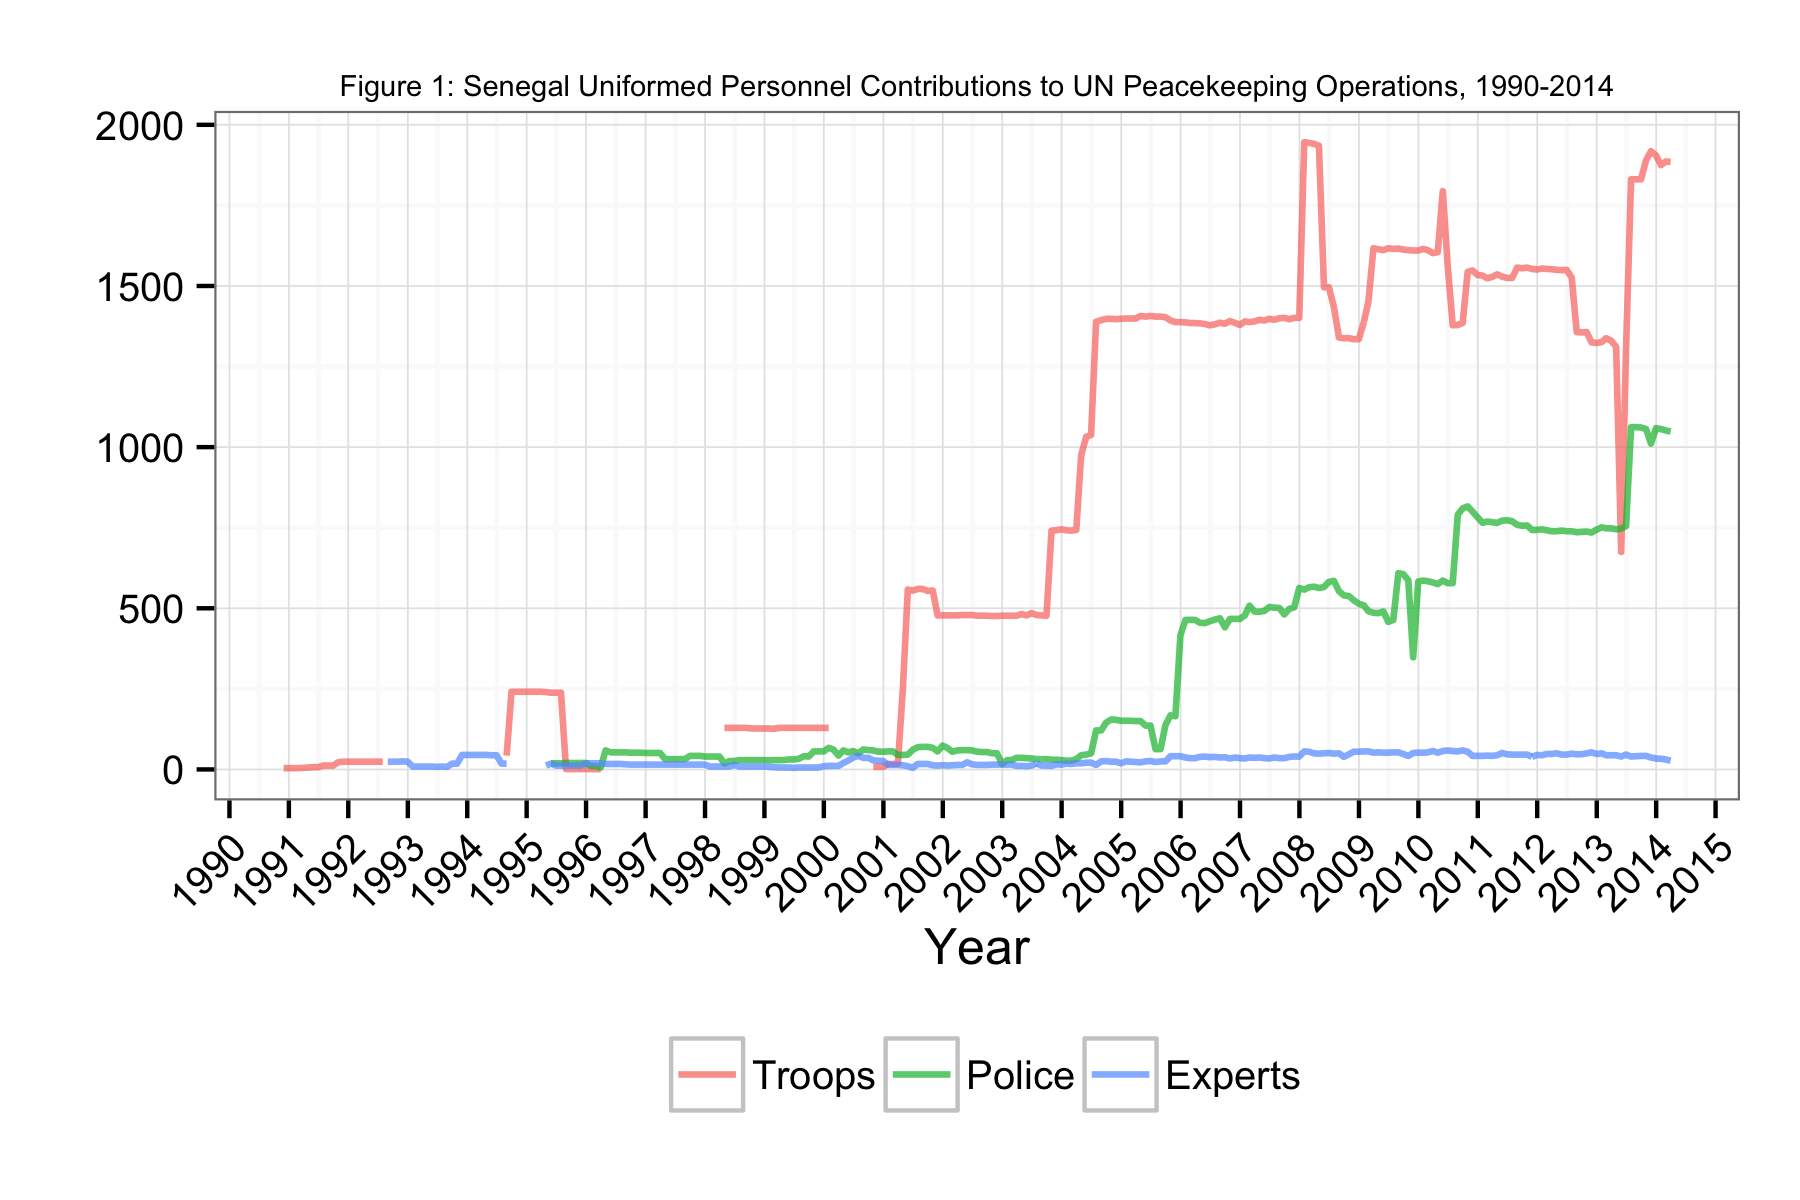 Figure 1: Senegal Uniformed Personnel Contributions to UN Peacekeeping Operations, 1990-2014
2000
1500
1000
500
0
1990 1991 1992 1993 1994 1995 1996 1997 1998 1999 2000 2001 2002 2003 2004 2005 2006 2007 2008 2009 2010 2011 2012 2013 2014 2015
Year
Troops Police Experts